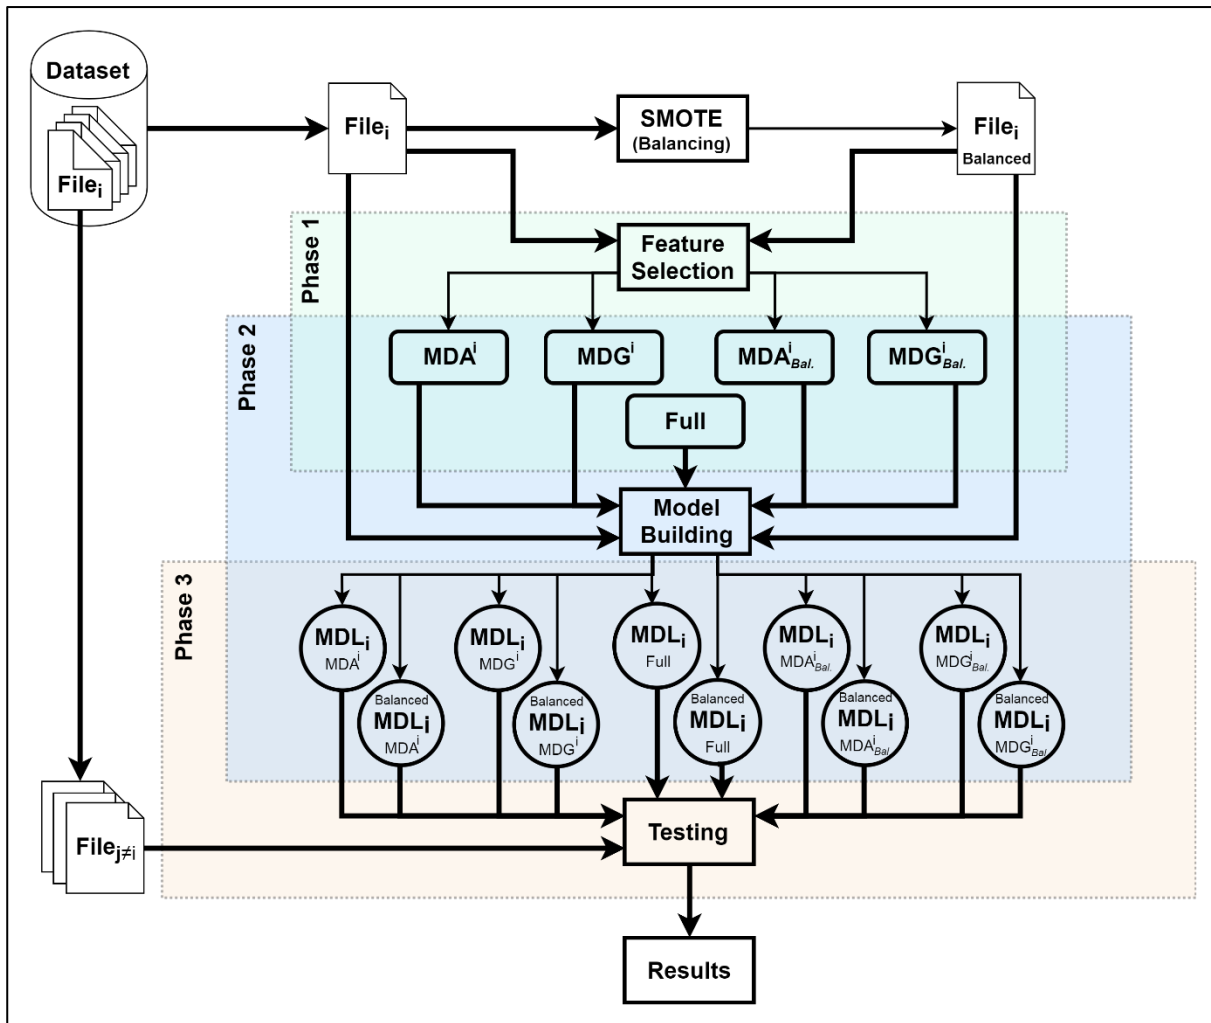 Dataset
File_i
File_i
SMOTE
(Balancing)
File_i
Balanced
Phase 1
Feature
Selection
Phase 2
MDA^i
MDG^i
MDA^i_Bal.
MDG^i_Bal.
Full
Model
Building
Phase 3
MDL_i
MDA^i
MDL_i
MDG^i
MDL_i
Full
MDL_i
MDA^i_Bal.
MDL_i
MDG^i_Bal.
Balanced
MDL_i
MDA^i
Balanced
MDL_i
MDG^i
Balanced
MDL_i
Full
Balanced
MDL_i
MDA^i_Bal.
Balanced
MDL_i
MDG^i_Bal.
File_j≠i
Testing
Results